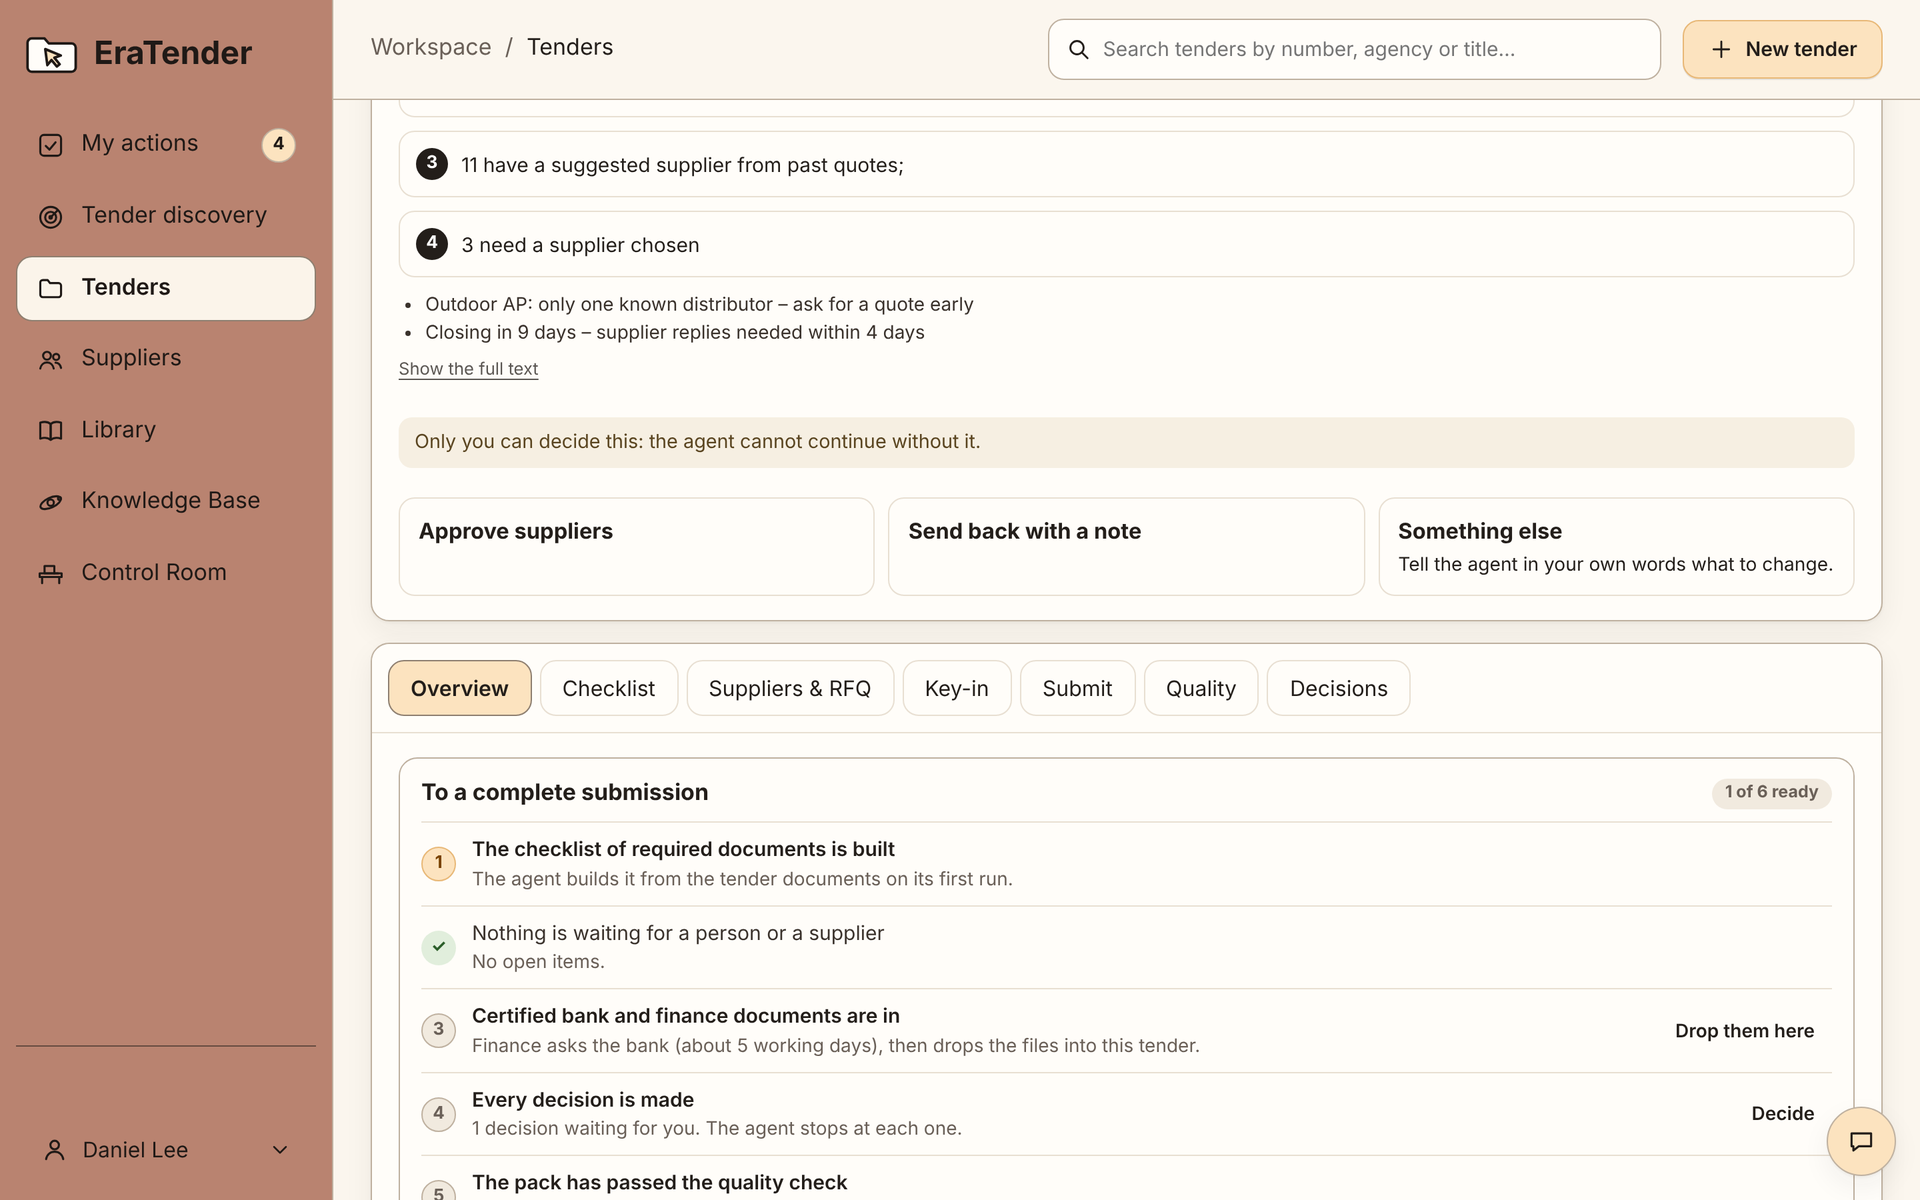 EraTender
My actions
4
Tender discovery
Tenders
Suppliers
Library
Knowledge Base
Control Room
Daniel Lee
Workspace / Tenders
Search tenders by number, agency or title...
New tender
3 11 have a suggested supplier from past quotes;
4 3 need a supplier chosen
• Outdoor AP: only one known distributor – ask for a quote early
• Closing in 9 days – supplier replies needed within 4 days
Show the full text
Only you can decide this: the agent cannot continue without it.
Approve suppliers
Send back with a note
Something else
Tell the agent in your own words what to change.
Overview
Checklist
Suppliers & RFQ
Key-in
Submit
Quality
Decisions
To a complete submission
1 of 6 ready
1 The checklist of required documents is built
The agent builds it from the tender documents on its first run.
Nothing is waiting for a person or a supplier
No open items.
3 Certified bank and finance documents are in
Finance asks the bank (about 5 working days), then drops the files into this tender.
Drop them here
4 Every decision is made
1 decision waiting for you. The agent stops at each one.
Decide
5 The pack has passed the quality check